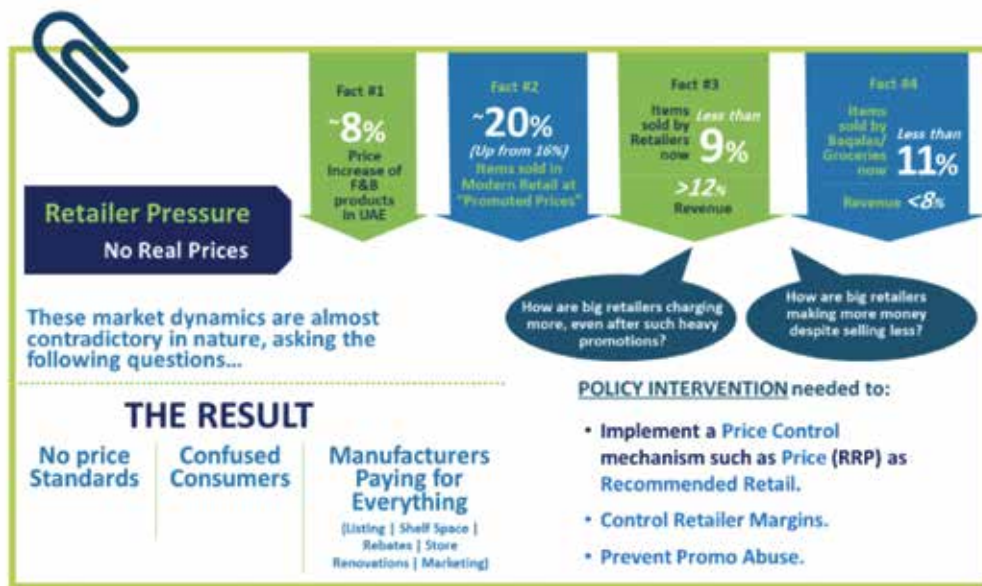 Fact #1
~8%
Price
Increase of
F&B
products
in UAE
Fact #2
~20%
(Up from 16%)
Items sold in
Modern Retail at
"Promoted Prices"
Fact #3
Items
sold by
Retailers
now
Less than
9%
>12%
Revenue
Fact #4
Items
sold by
Baqalas/
Groceries
now
Less than
11%
Revenue <8%
Retailer Pressure
No Real Prices
How are big retailers charging
more, even after such heavy
promotions?
How are big retailers
making more money
despite selling less?
These market dynamics are almost
contradictory in nature, asking the
following questions...
THE RESULT
No price
Standards
Confused
Consumers
Manufacturers
Paying for
Everything
(Listing | Shelf Space |
Rebates | Store
Renovations | Marketing)
POLICY INTERVENTION needed to:
• Implement a Price Control
mechanism such as Price (RRP) as
Recommended Retail.
• Control Retailer Margins.
• Prevent Promo Abuse.